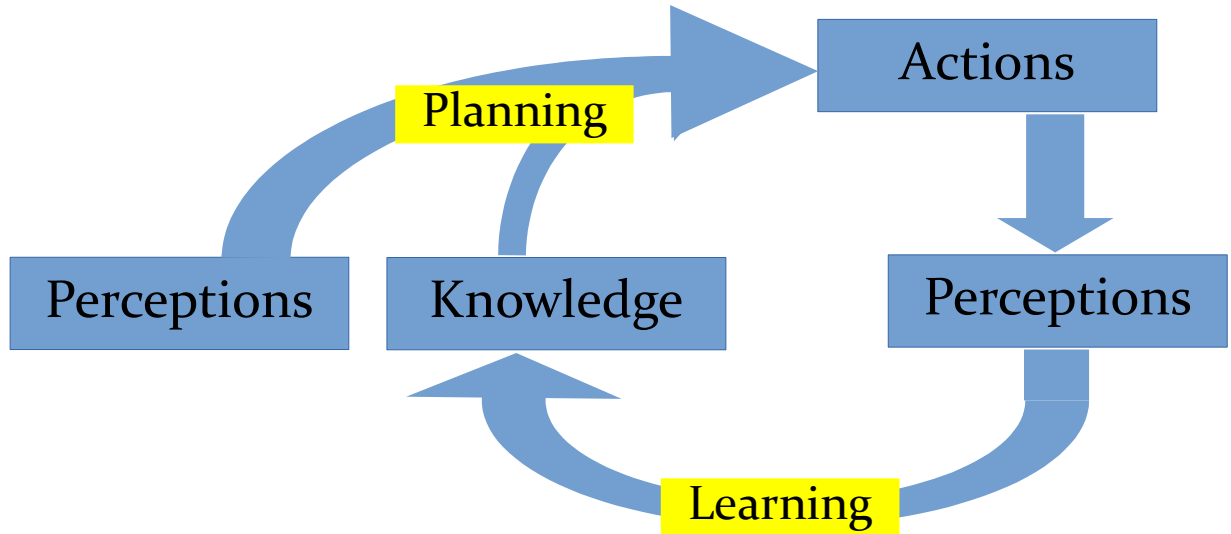 Actions
Planning
Perceptions
Knowledge
Perceptions
Learning